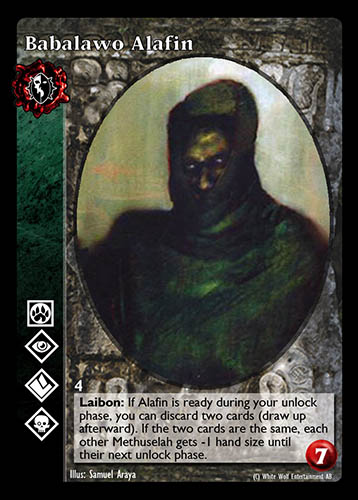 Babalawo Alafin
4
Laibon: If Alafin is ready during your unlock
phase, you can discard two cards (draw up
afterward). If the two cards are the same, each
other Methuselah gets -1 hand size until
their next unlock phase.
7
Illus: Samuel Araya
(C) White Wolf Entertainment AB